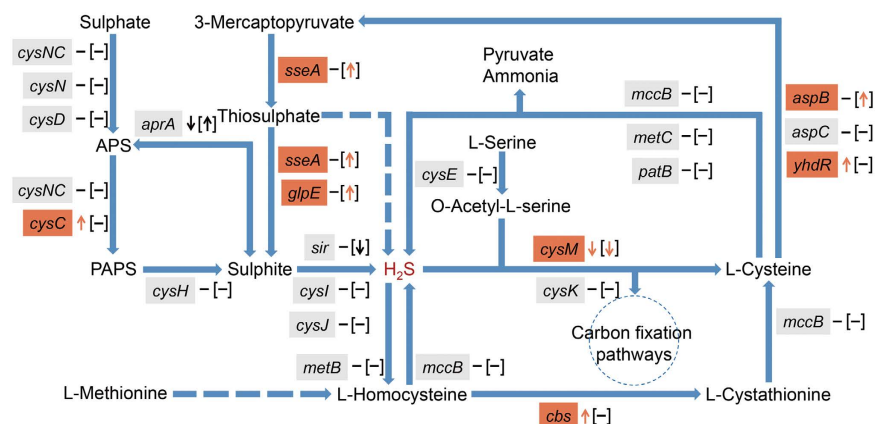 Sulphate
3-Mercaptopyruvate
cysNC –[–]
cysN –[–]
cysD –[–]
sseA –[↑]
Pyruvate
Ammonia
mccB –[–]
aspB –[↑]
aprA ↓[↑]
Thiosulphate
APS
L-Serine
metC –[–]
aspC –[–]
sseA –[↑]
cysE –[–]
patB –[–]
yhdR ↑[–]
cysNC –[–]
glpE –[↑]
O-Acetyl-L-serine
cysC ↑[–]
sir –[↓]
cysM ↓[↓]
PAPS
Sulphite
H₂S
L-Cysteine
cysH –[–]
cysI –[–]
cysK –[–]
cysJ –[–]
Carbon fixation
pathways
mccB –[–]
metB –[–]
mccB –[–]
L-Methionine
L-Homocysteine
L-Cystathionine
cbs ↑[–]